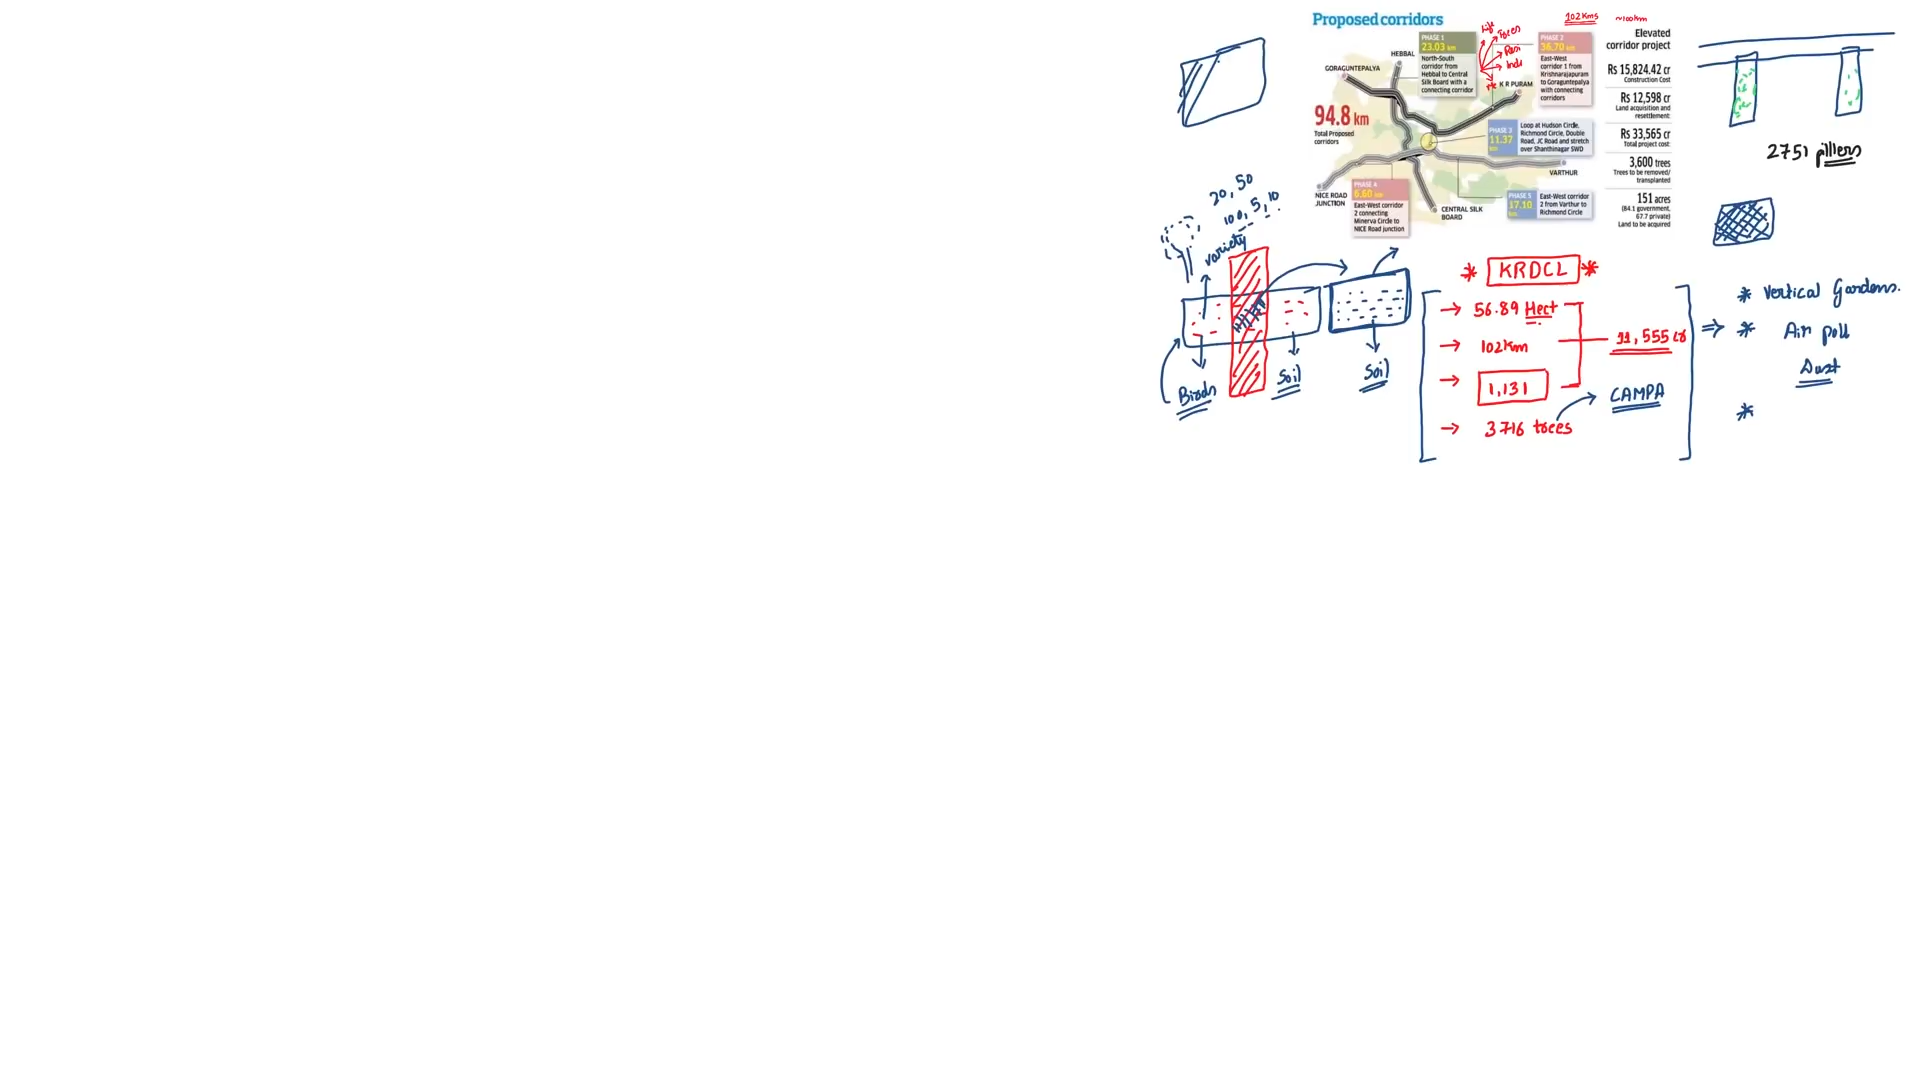 Proposed corridors
102 Kms
~100km
Life
Trees
Resi
Indu
PHASE 1
23.03 km
North-South
corridor from
Hebbal to Central
Silk Board with a
connecting corridor
PHASE 2
36.70 km
East-West
corridor 1 from
Krishnarajapuram
to Goraguntepalya
with connecting
corridors
HEBBAL
GORAGUNTEPALYA
K R PURAM
94.8 km
Total Proposed
corridors
PHASE 3
11.37
km
Loop at Hudson Circle,
Richmond Circle, Double
Road, JC Road and stretch
over Shanthinagar SWD
VARTHUR
NICE ROAD
JUNCTION
PHASE 4
6.60 km
East-West corridor
2 connecting
Minerva Circle to
NICE Road junction
CENTRAL SILK
BOARD
PHASE 5
17.10
km
East-West corridor
2 from Varthur to
Richmond Circle
Elevated
corridor project
Rs 15,824.42 cr
Construction Cost
Rs 12,598 cr
Land acquisition and
resettlement
Rs 33,565 cr
Total project cost
3,600 trees
Trees to be removed/
transplanted
151 acres
(84.1 government,
67.7 private)
Land to be acquired
2751 pillers
20, 50
100, 5, 10
variety
Birds
Soil
Soil
* KRDCL *
→ 56.89 Hect
→ 102km
→ 1,131
→ 3716 trees
11,555 cr
CAMPA
⇒ * Vertical Gardens.
* Air poll
Dust
*